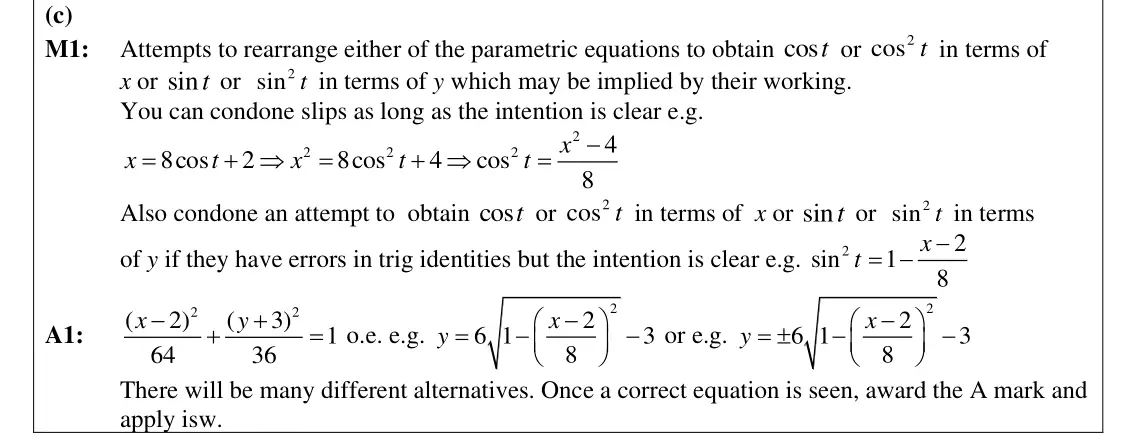 (c)
M1: Attempts to rearrange either of the parametric equations to obtain cos t or cos² t in terms of
x or sin t or sin² t in terms of y which may be implied by their working.
You can condone slips as long as the intention is clear e.g.
x = 8cos t + 2 ⇒ x² = 8cos² t + 4 ⇒ cos² t = (x² − 4)/8
Also condone an attempt to obtain cos t or cos² t in terms of x or sin t or sin² t in terms
of y if they have errors in trig identities but the intention is clear e.g. sin² t = 1 − (x − 2)/8
A1: (x − 2)²/64 + (y + 3)²/36 = 1 o.e. e.g. y = 6√(1 − ((x − 2)/8)²) − 3 or e.g. y = ±6√(1 − ((x − 2)/8)²) − 3
There will be many different alternatives. Once a correct equation is seen, award the A mark and
apply isw.